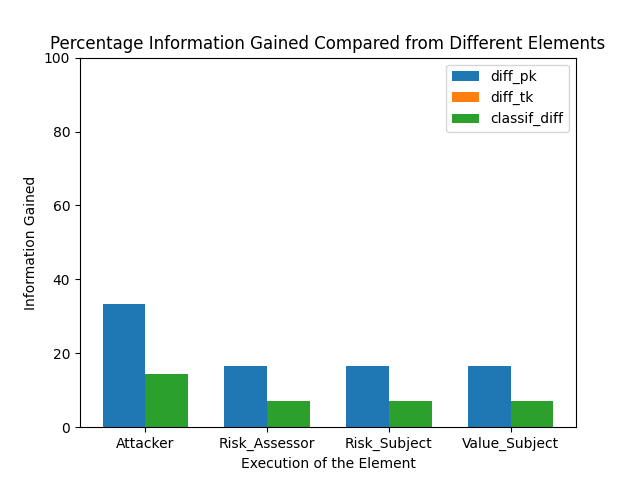 Percentage Information Gained Compared from Different Elements
100
80
60
40
20
0
Information Gained
diff_pk
diff_tk
classif_diff
Attacker
Risk_Assessor
Risk_Subject
Value_Subject
Execution of the Element